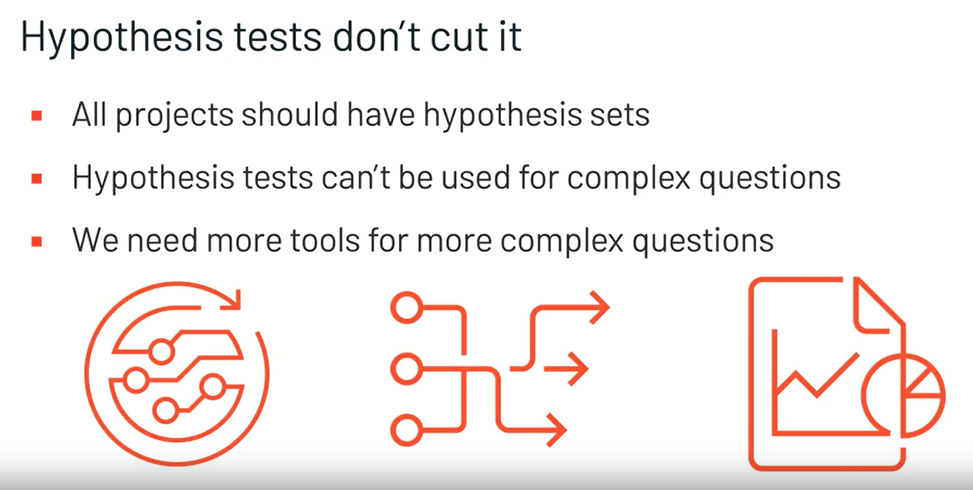 Hypothesis tests don’t cut it
All projects should have hypothesis sets
Hypothesis tests can’t be used for complex questions
We need more tools for more complex questions